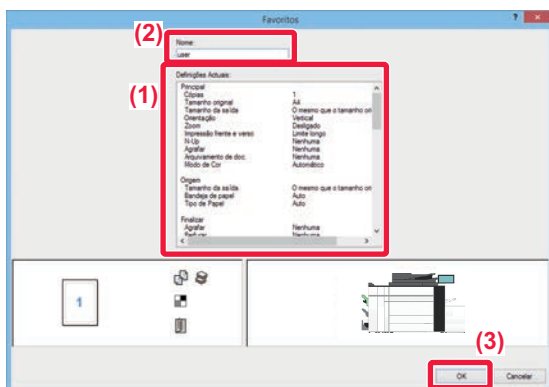 Favoritos
?
(2)
Nome:
user
(1)
Definições Actuais:
Principal
Cópias 1
Tamanho original A4
Tamanho da saída O mesmo que o tamanho ori
Orientação Vertical
Zoom Desligado
Impressão frente e verso Limite longo
N-Up Nenhuma
Agrafar Nenhuma
Arquivamento de doc. Nenhuma
Modo de Cor Automático
Origem
Tamanho da saída O mesmo que o tamanho ori
Bandeja de papel Auto
Tipo de Papel Auto
Finalizar
Agrafar Nenhuma
Perfurar Nenhuma
1
(3)
OK Cancelar